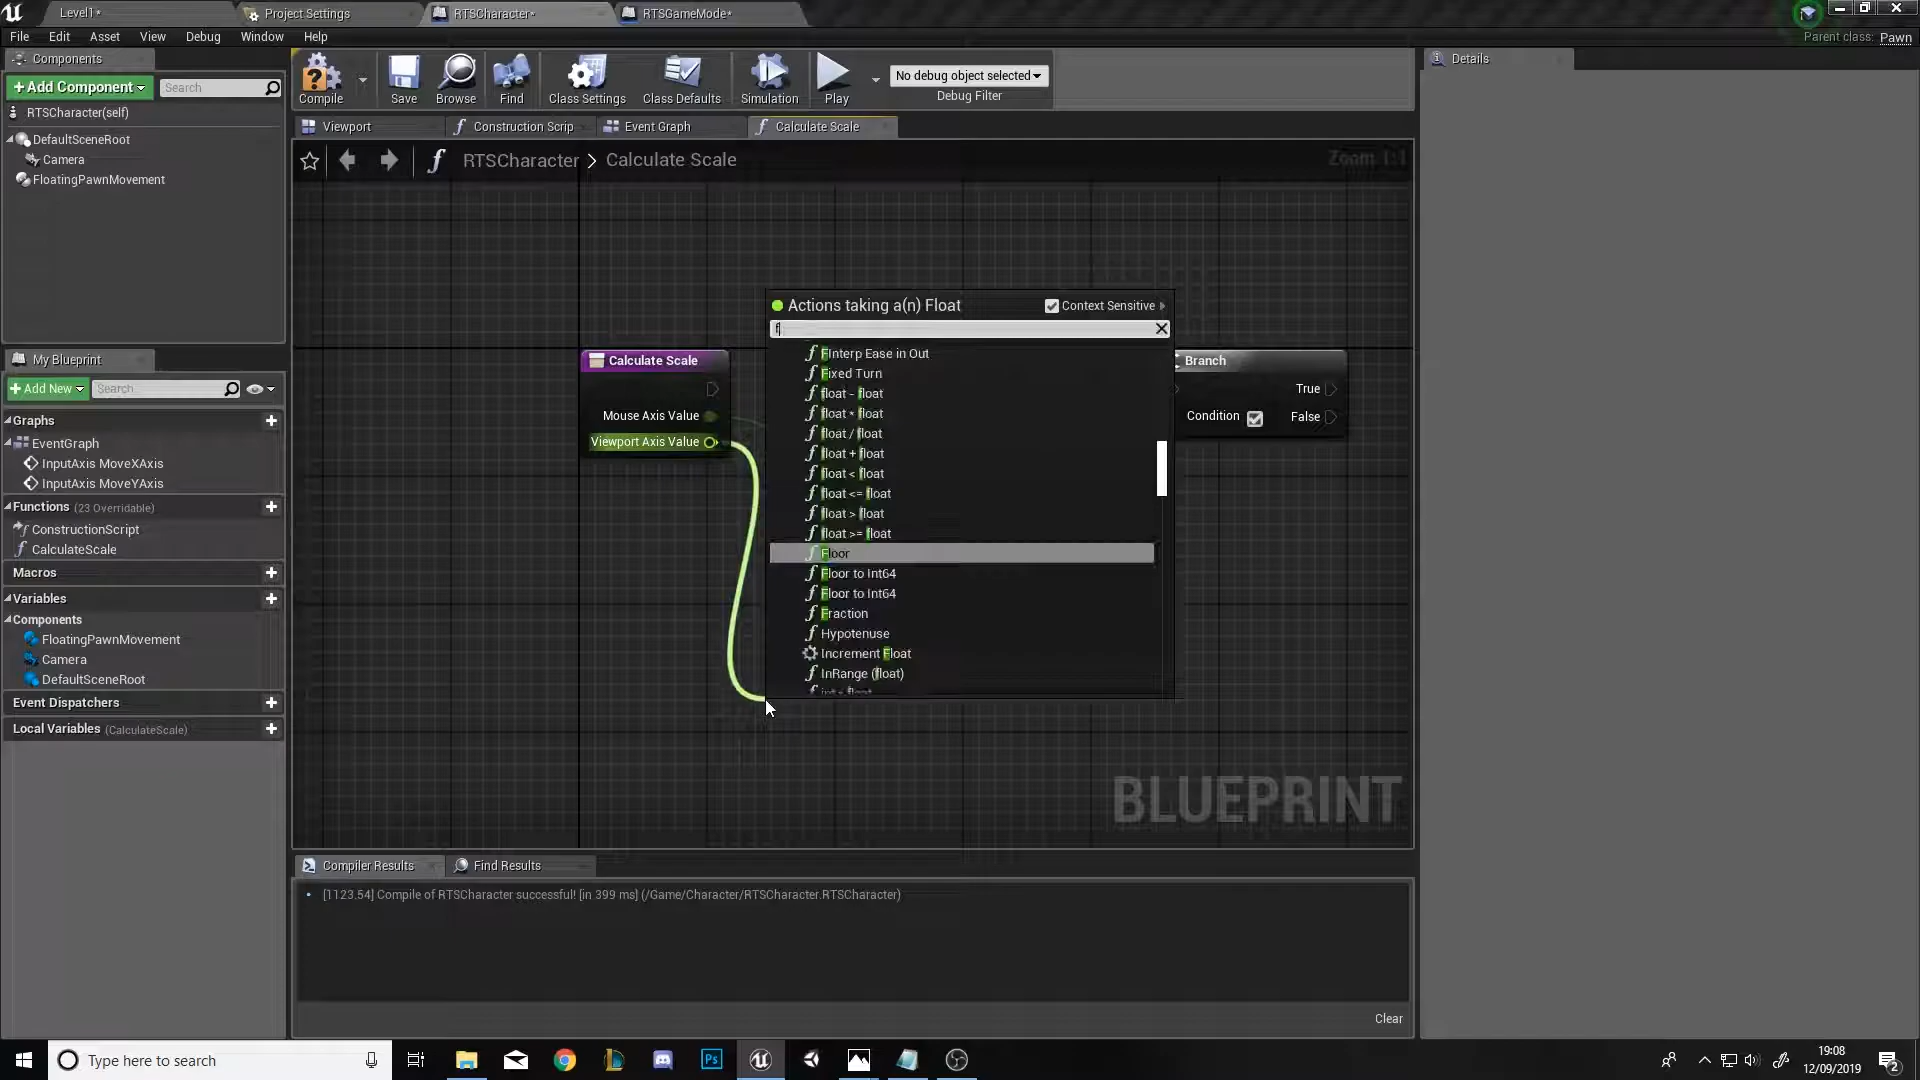 Level1*
Project Settings
RTSCharacter*
RTSGameMode*
File Edit Asset View Debug Window Help
Parent class: Pawn
Components
+Add Component
Search
RTSCharacter(self)
DefaultSceneRoot
Camera
FloatingPawnMovement
Compile
Save
Browse
Find
Class Settings
Class Defaults
Simulation
Play
No debug object selected
Debug Filter
Details
Viewport
Construction Scrip
Event Graph
Calculate Scale
RTSCharacter > Calculate Scale
Zoom 1:1
My Blueprint
+Add New
Search
Graphs
EventGraph
InputAxis MoveXAxis
InputAxis MoveYAxis
Functions (23 Overridable)
ConstructionScript
CalculateScale
Macros
Variables
Components
FloatingPawnMovement
Camera
DefaultSceneRoot
Event Dispatchers
Local Variables (CalculateScale)
Calculate Scale
Mouse Axis Value
Viewport Axis Value
Actions taking a(n) Float
Context Sensitive
f
FInterp Ease in Out
Fixed Turn
float - float
float * float
float / float
float + float
float < float
float <= float
float > float
float >= float
Floor
Floor to Int64
Floor to Int64
Fraction
Hypotenuse
Increment Float
InRange (float)
Branch
True
Condition
False
BLUEPRINT
Compiler Results
Find Results
[1123.54] Compile of RTSCharacter successful! [in 399 ms] (/Game/Character/RTSCharacter.RTSCharacter)
Clear
Type here to search
Ps
19:08
12/09/2019
2